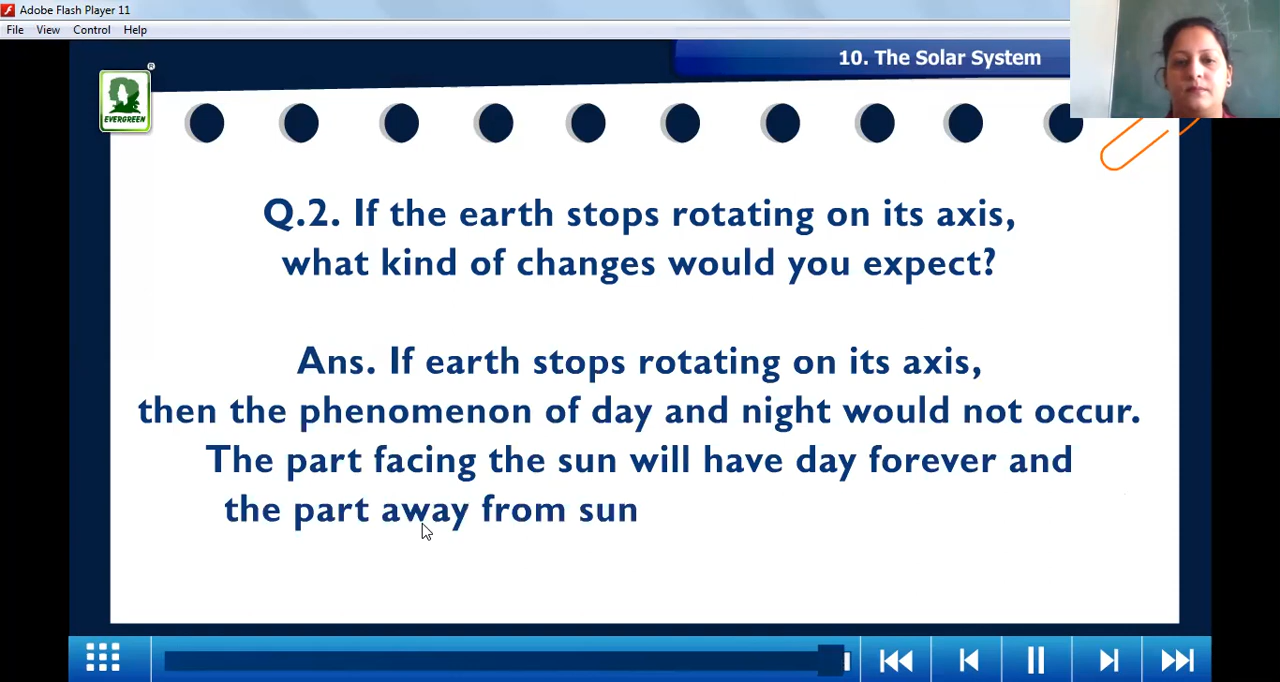 Adobe Flash Player 11
File View Control Help
10. The Solar System
®
EVERGREEN
Q.2. If the earth stops rotating on its axis,
what kind of changes would you expect?
Ans. If earth stops rotating on its axis,
then the phenomenon of day and night would not occur.
The part facing the sun will have day forever and
the part away from sun